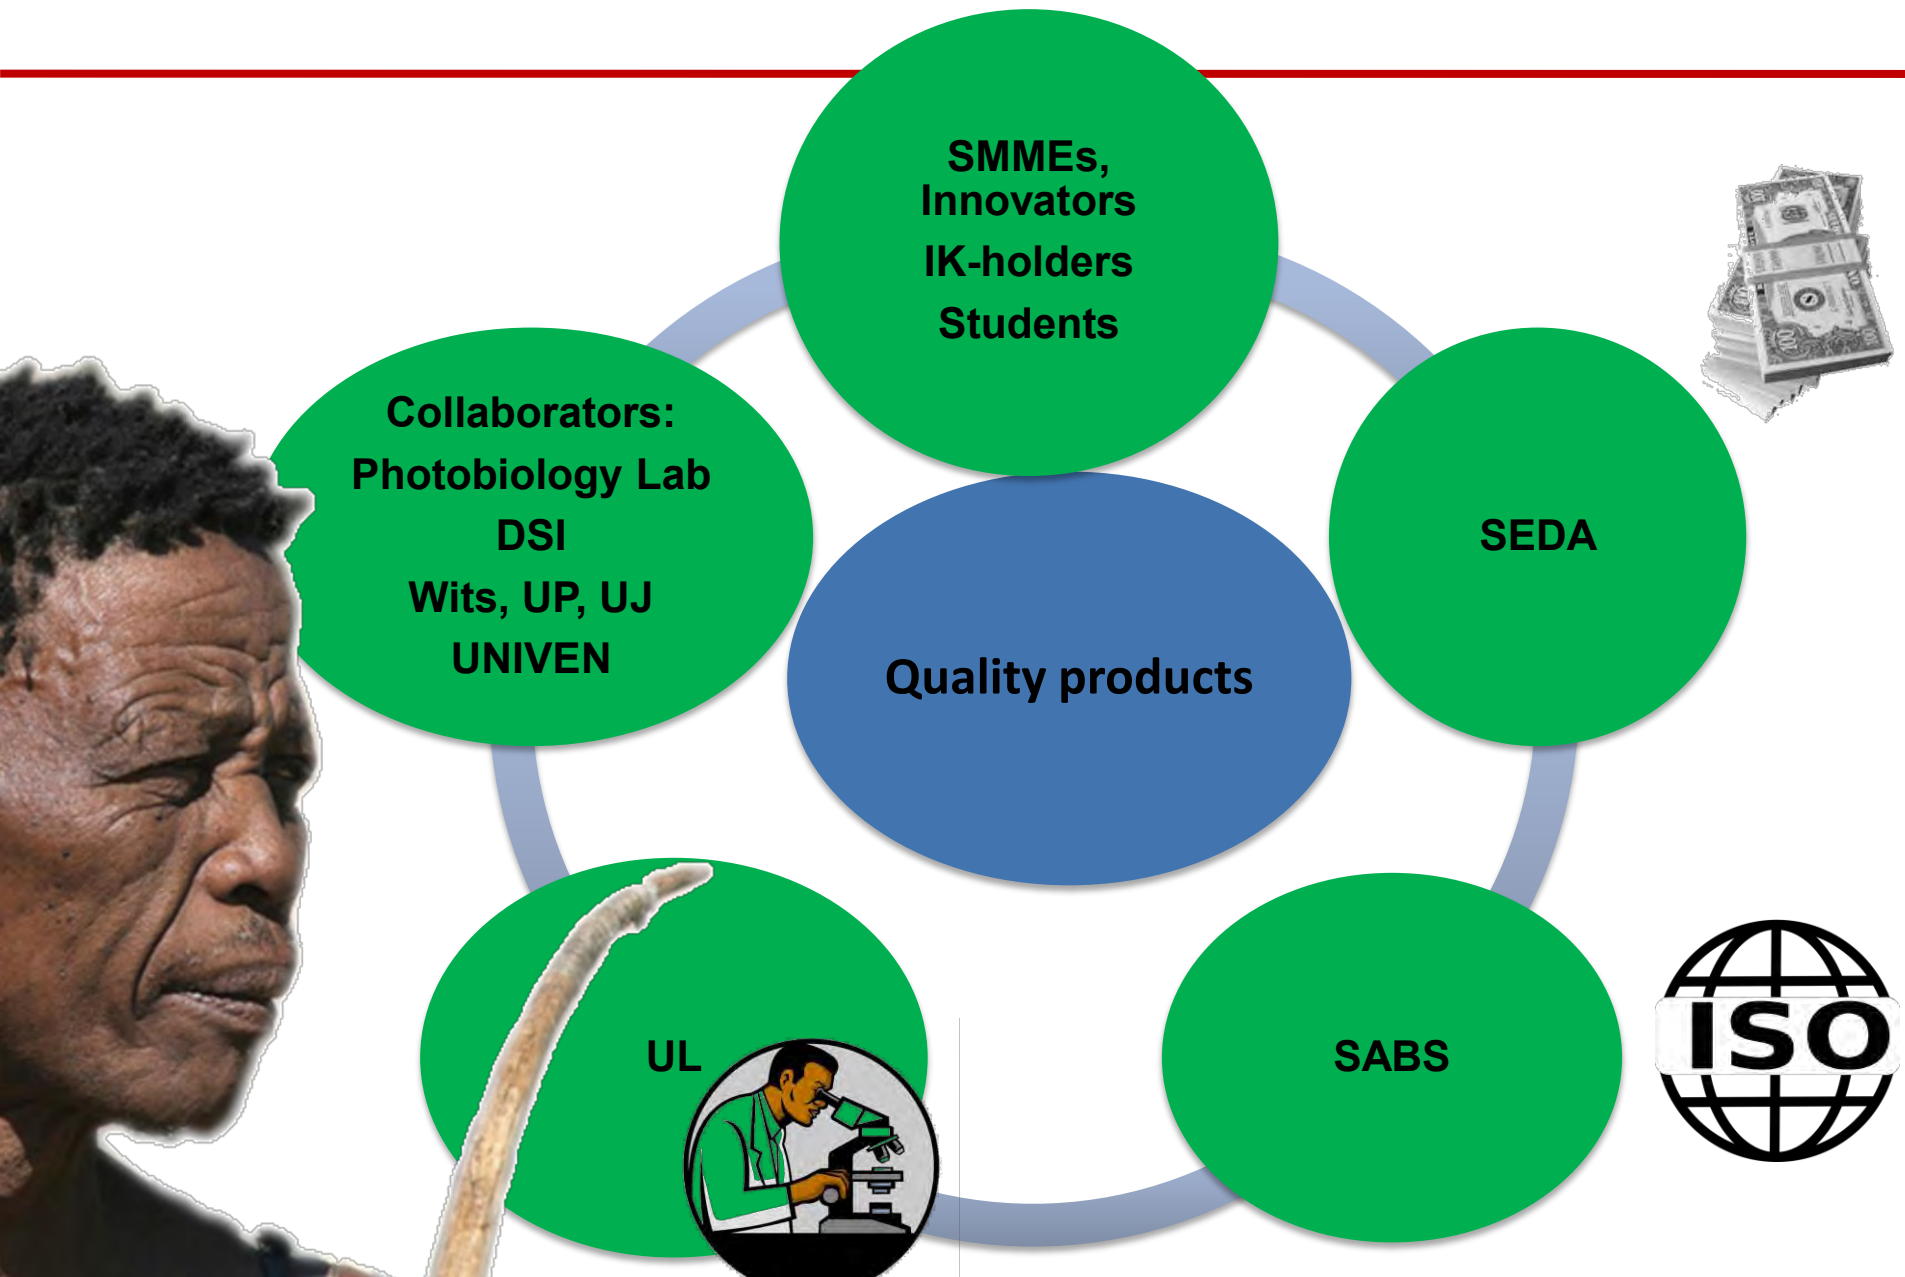 SMMEs,
Innovators
IK-holders
Students
Collaborators:
Photobiology Lab
DSI
Wits, UP, UJ
UNIVEN
SEDA
Quality products
UL
SABS
ISO
100